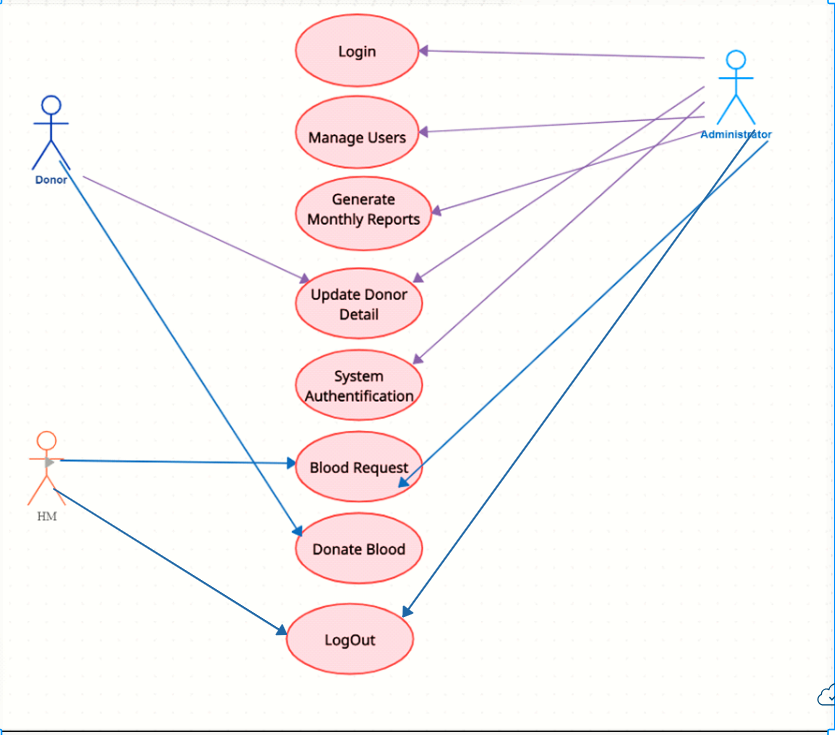 Login
Administrator
Manage Users
Donor
Generate
Monthly Reports
Update Donor
Detail
System
Authentification
Blood Request
HM
Donate Blood
LogOut